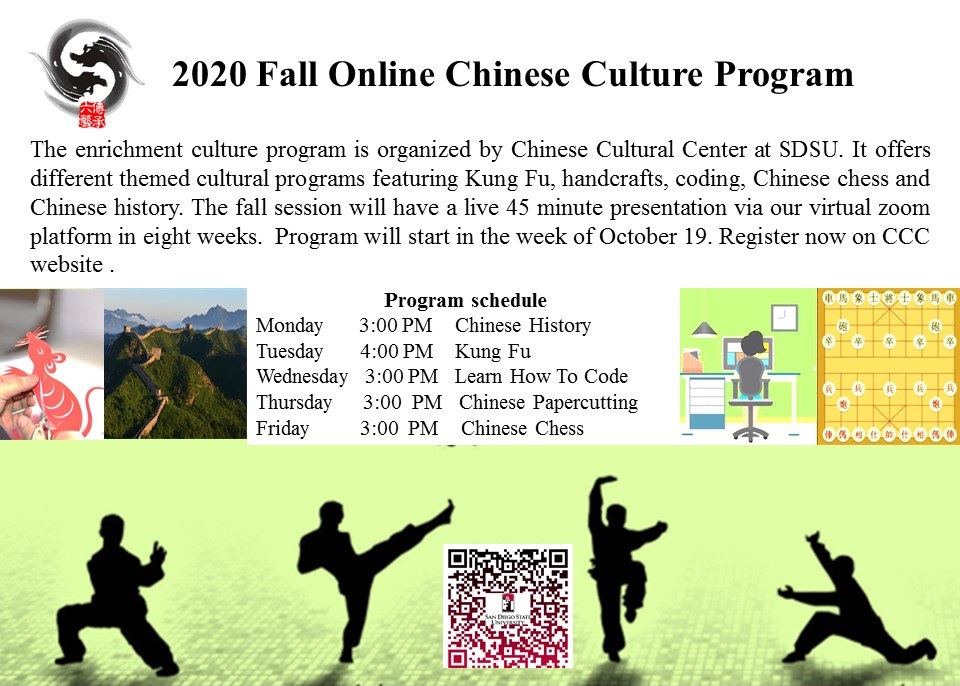 2020 Fall Online Chinese Culture Program
傳承
六藝
The enrichment culture program is organized by Chinese Cultural Center at SDSU. It offers
different themed cultural programs featuring Kung Fu, handcrafts, coding, Chinese chess and
Chinese history. The fall session will have a live 45 minute presentation via our virtual zoom
platform in eight weeks. Program will start in the week of October 19. Register now on CCC
website .
Program schedule
Monday 3:00 PM Chinese History
Tuesday 4:00 PM Kung Fu
Wednesday 3:00 PM Learn How To Code
Thursday 3:00 PM Chinese Papercutting
Friday 3:00 PM Chinese Chess
車馬象士將士象馬車
砲 砲
卒 卒 卒 卒 卒
兵 兵 兵 兵 兵
炮 炮
相仕帥仕相
SAN DIEGO STATE
UNIVERSITY